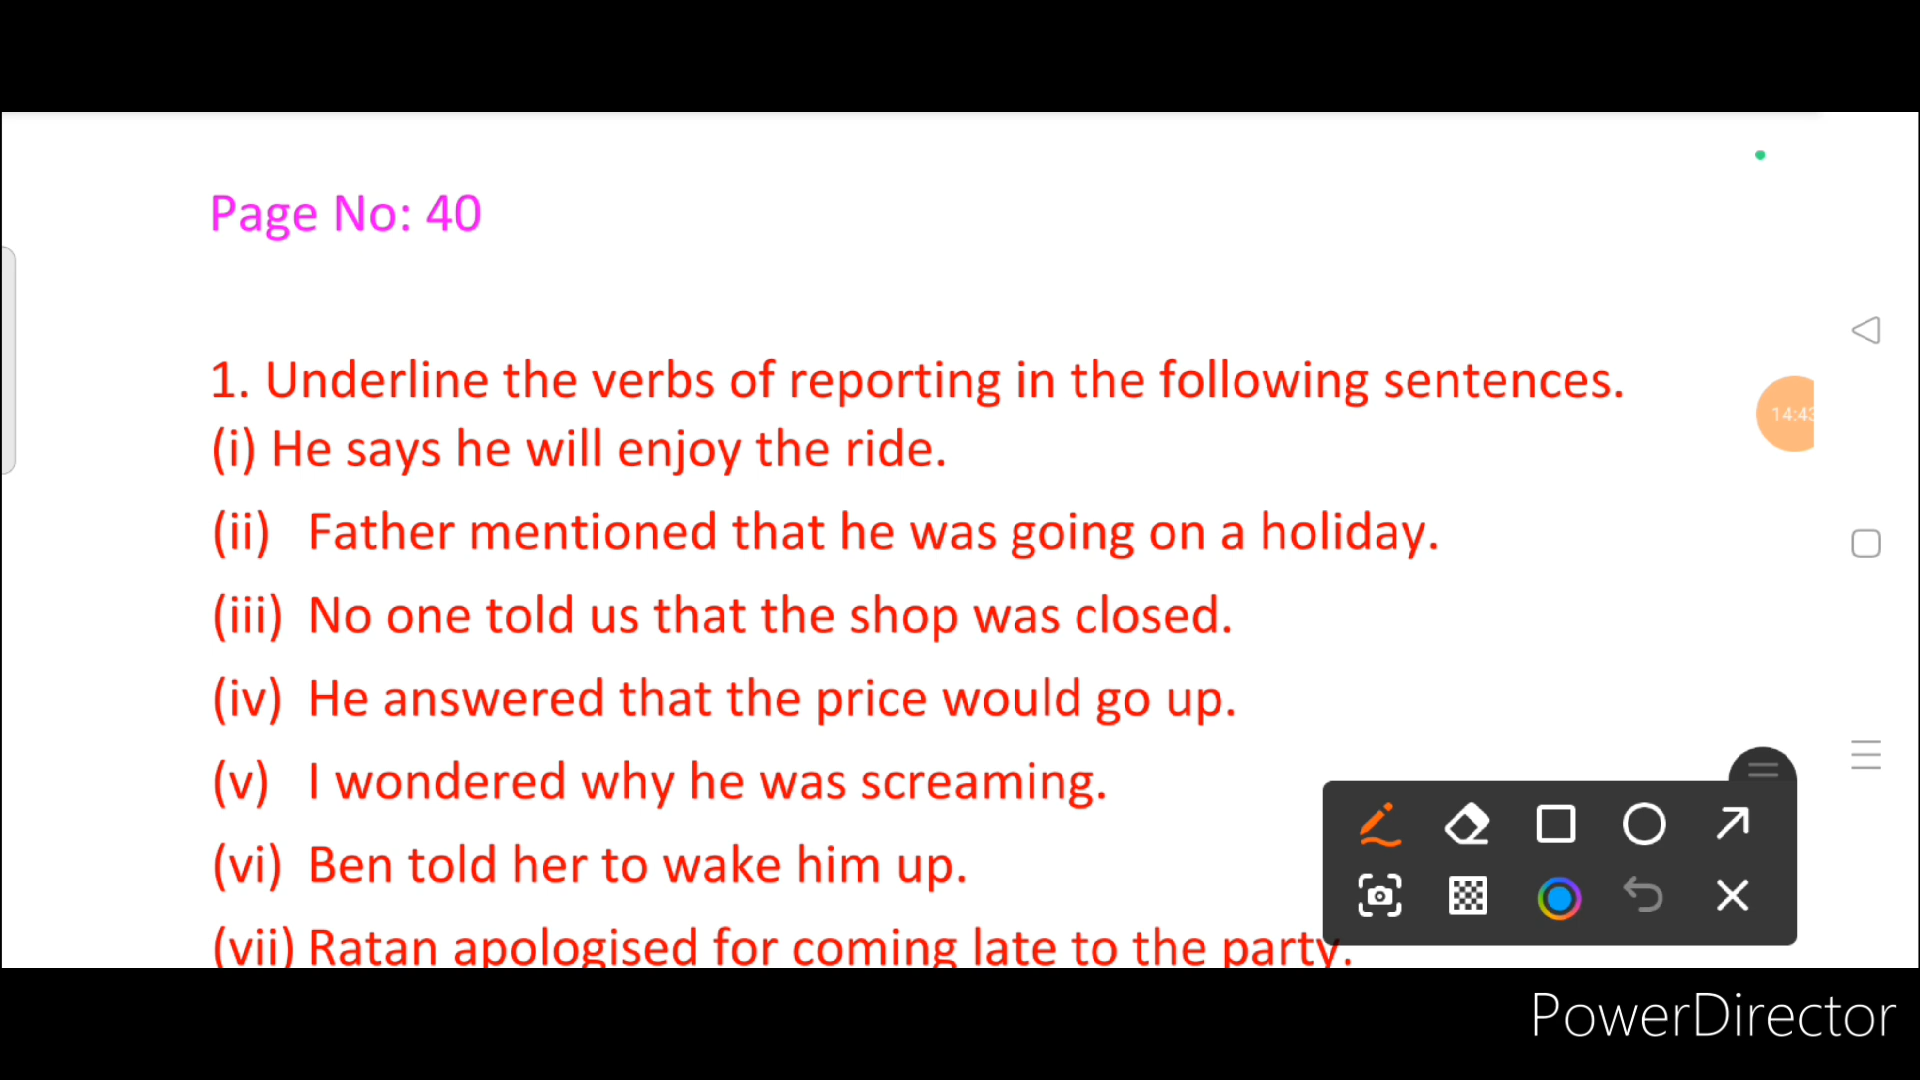 Page No: 40
1. Underline the verbs of reporting in the following sentences.
(i) He says he will enjoy the ride.
14:43
(ii) Father mentioned that he was going on a holiday.
(iii) No one told us that the shop was closed.
(iv) He answered that the price would go up.
(v) I wondered why he was screaming.
(vi) Ben told her to wake him up.
(vii) Ratan apologised for coming late to the party.
PowerDirector